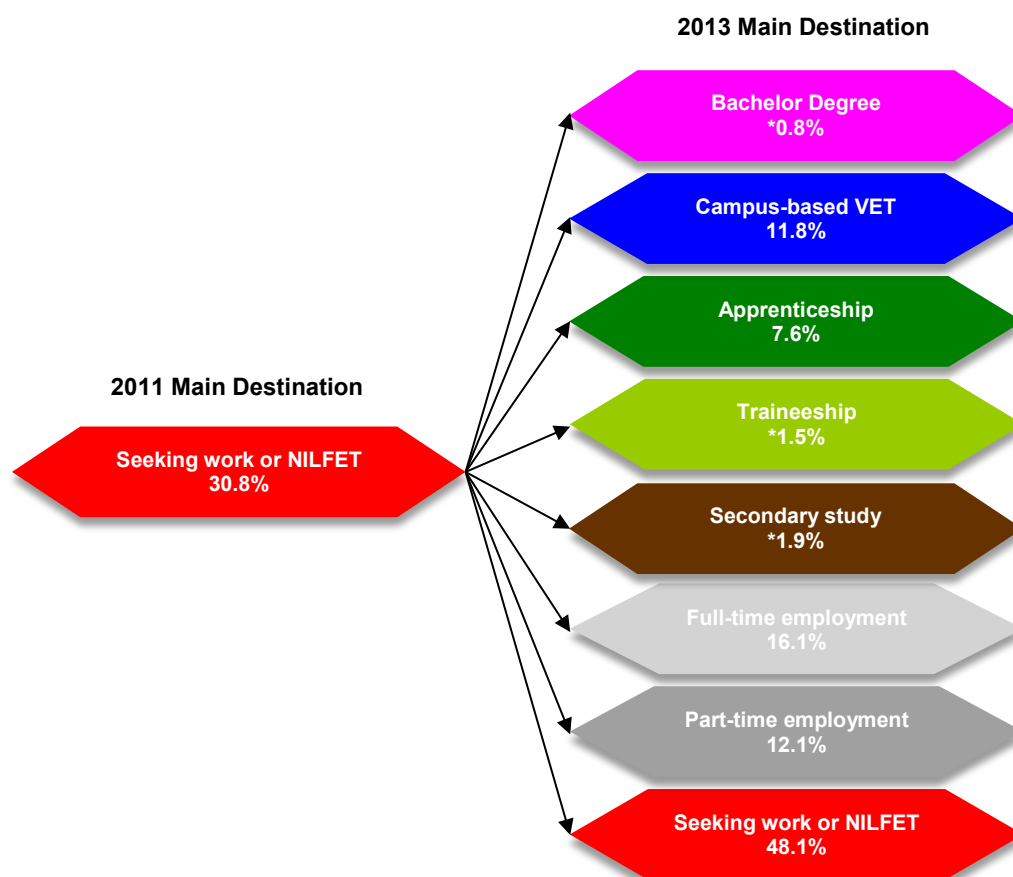 2013 Main Destination
Bachelor Degree
*0.8%
Campus-based VET
11.8%
Apprenticeship
7.6%
2011 Main Destination
Seeking work or NILFET
30.8%
Traineeship
*1.5%
Secondary study
*1.9%
Full-time employment
16.1%
Part-time employment
12.1%
Seeking work or NILFET
48.1%